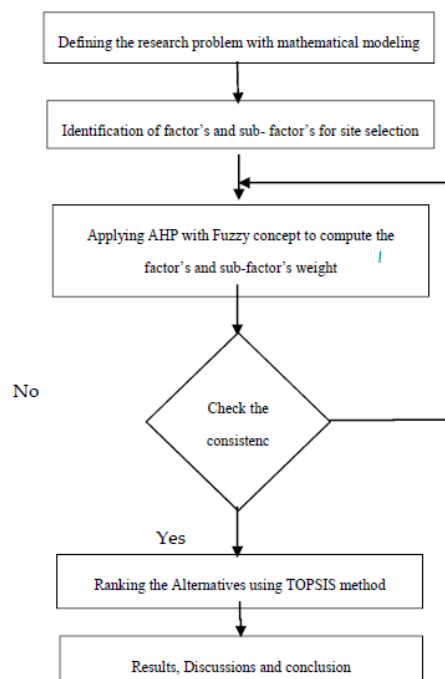 Defining the research problem with mathematical modeling
Identification of factor's and sub- factor's for site selection
Applying AHP with Fuzzy concept to compute the
factor's and sub-factor's weight
No
Check the
consistenc
Yes
Ranking the Alternatives using TOPSIS method
Results, Discussions and conclusion